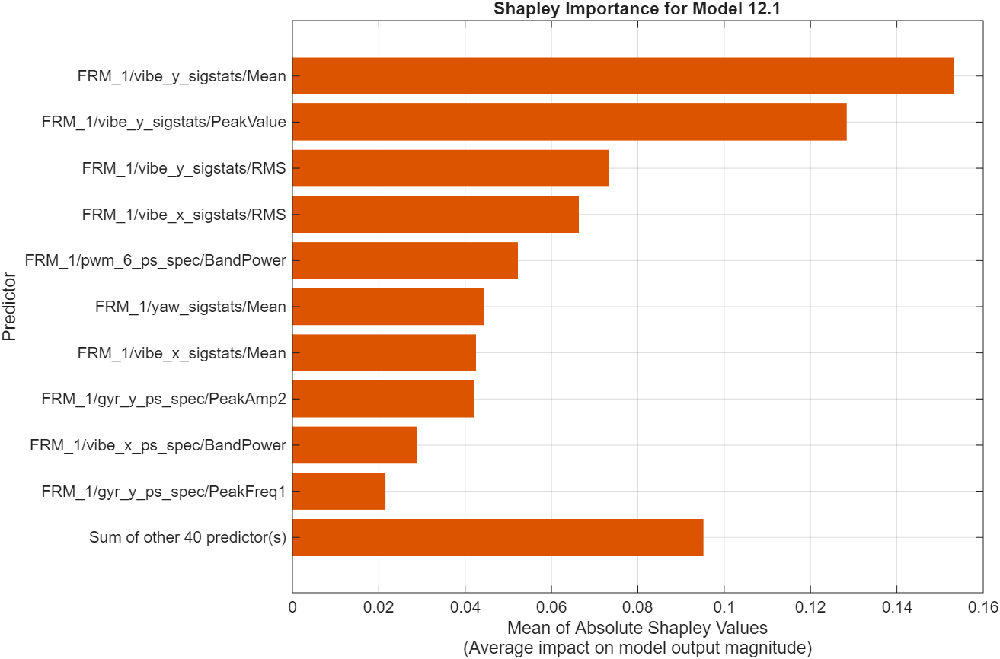 Shapley Importance for Model 12.1
FRM_1/vibe_y_sigstats/Mean
FRM_1/vibe_y_sigstats/PeakValue
FRM_1/vibe_y_sigstats/RMS
FRM_1/vibe_x_sigstats/RMS
FRM_1/pwm_6_ps_spec/BandPower
FRM_1/yaw_sigstats/Mean
FRM_1/vibe_x_sigstats/Mean
FRM_1/gyr_y_ps_spec/PeakAmp2
FRM_1/vibe_x_ps_spec/BandPower
FRM_1/gyr_y_ps_spec/PeakFreq1
Sum of other 40 predictor(s)
Predictor
0 0.02 0.04 0.06 0.08 0.1 0.12 0.14 0.16
Mean of Absolute Shapley Values
(Average impact on model output magnitude)